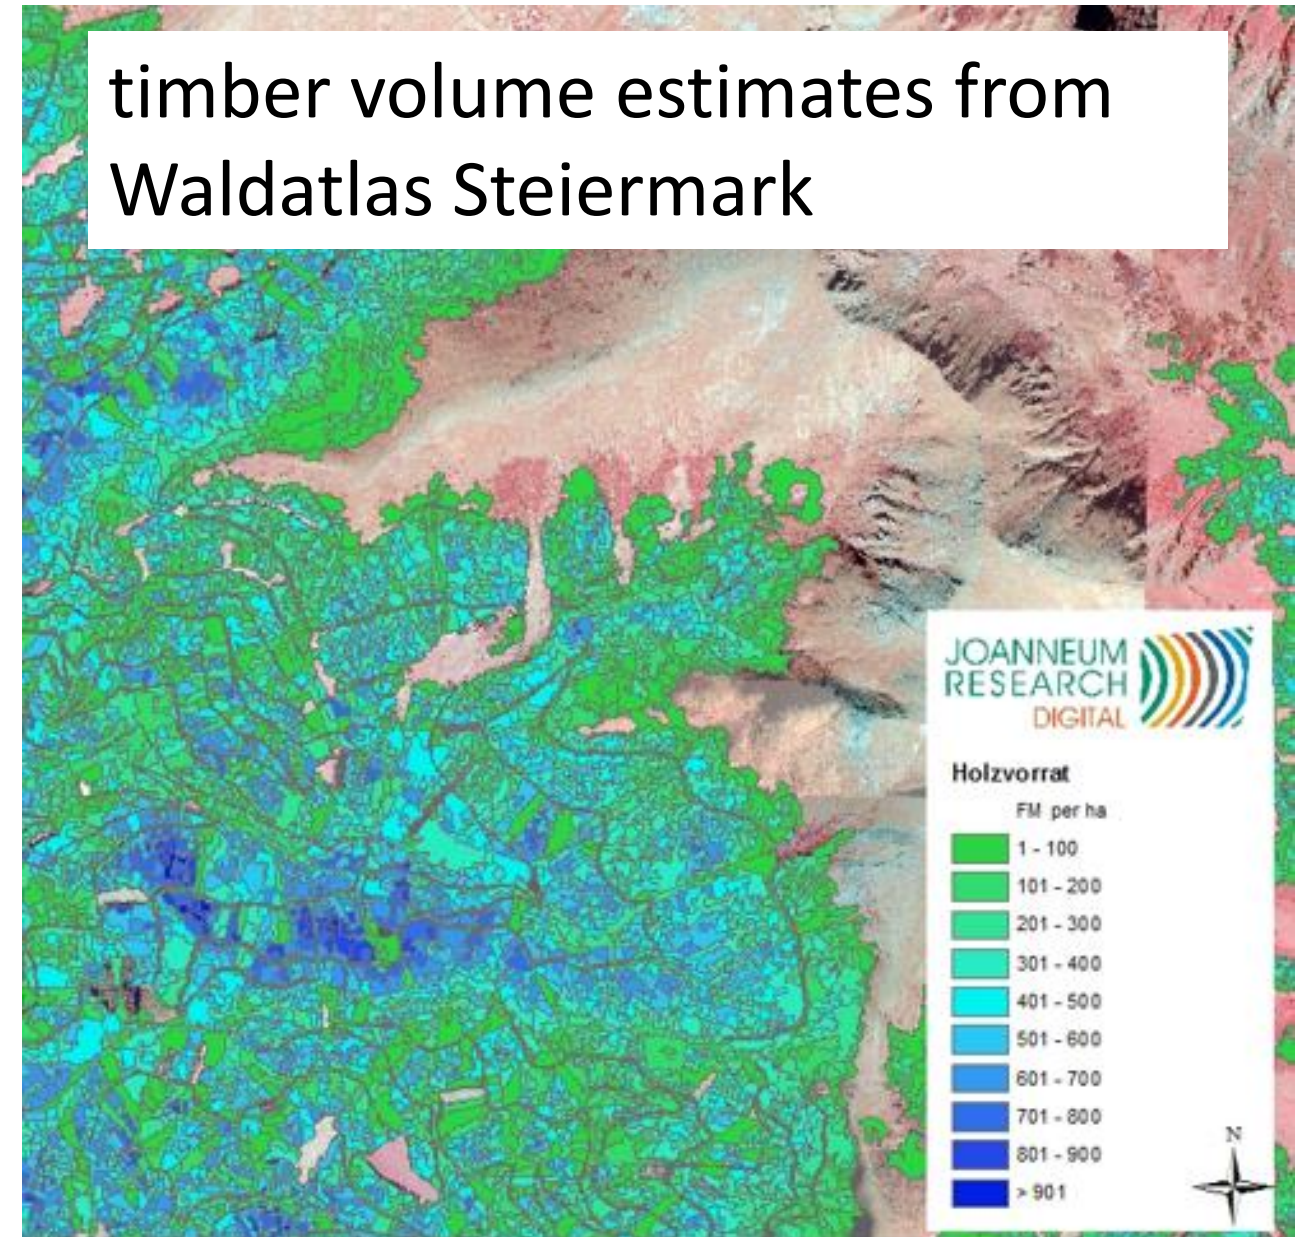 timber volume estimates from
Waldatlas Steiermark
JOANNEUM
RESEARCH
DIGITAL
Holzvorrat
FM per ha
1 - 100
101 - 200
201 - 300
301 - 400
401 - 500
501 - 600
601 - 700
701 - 800
801 - 900
> 901
N